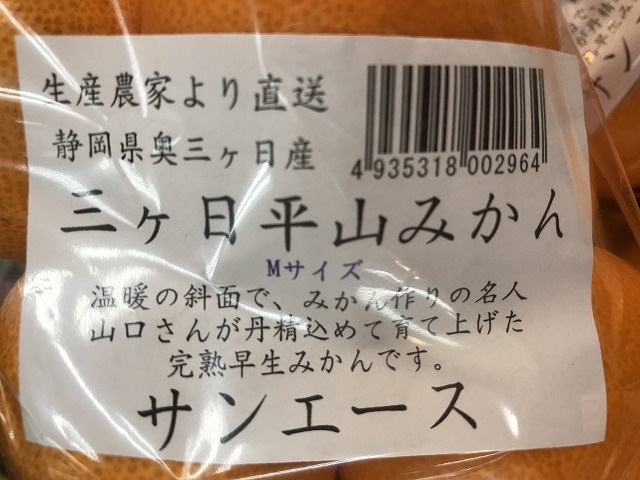 生産農家より直送
静岡県奥三ヶ日産
4 935318 002964
三ヶ日平山みかん
Mサイズ
温暖の斜面で、みかん作りの名人
山口さんが丹精込めて育て上げた
完熟早生みかんです。
サンエース